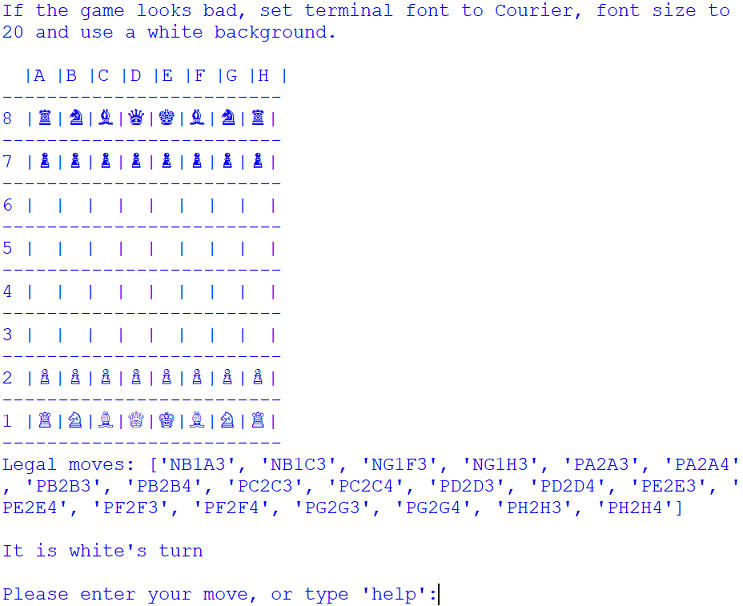 If the game looks bad, set terminal font to Courier, font size to
20 and use a white background.
  |A |B |C |D |E |F |G |H |
--------------------------
8 |♜|♞|♝|♛|♚|♝|♞|♜|
--------------------------
7 |♟|♟|♟|♟|♟|♟|♟|♟|
--------------------------
6 |  |  |  |  |  |  |  |  |
--------------------------
5 |  |  |  |  |  |  |  |  |
--------------------------
4 |  |  |  |  |  |  |  |  |
--------------------------
3 |  |  |  |  |  |  |  |  |
--------------------------
2 |♙|♙|♙|♙|♙|♙|♙|♙|
--------------------------
1 |♖|♘|♗|♕|♔|♗|♘|♖|
--------------------------
Legal moves: ['NB1A3', 'NB1C3', 'NG1F3', 'NG1H3', 'PA2A3', 'PA2A4'
, 'PB2B3', 'PB2B4', 'PC2C3', 'PC2C4', 'PD2D3', 'PD2D4', 'PE2E3', '
PE2E4', 'PF2F3', 'PF2F4', 'PG2G3', 'PG2G4', 'PH2H3', 'PH2H4']
It is white's turn
Please enter your move, or type 'help':